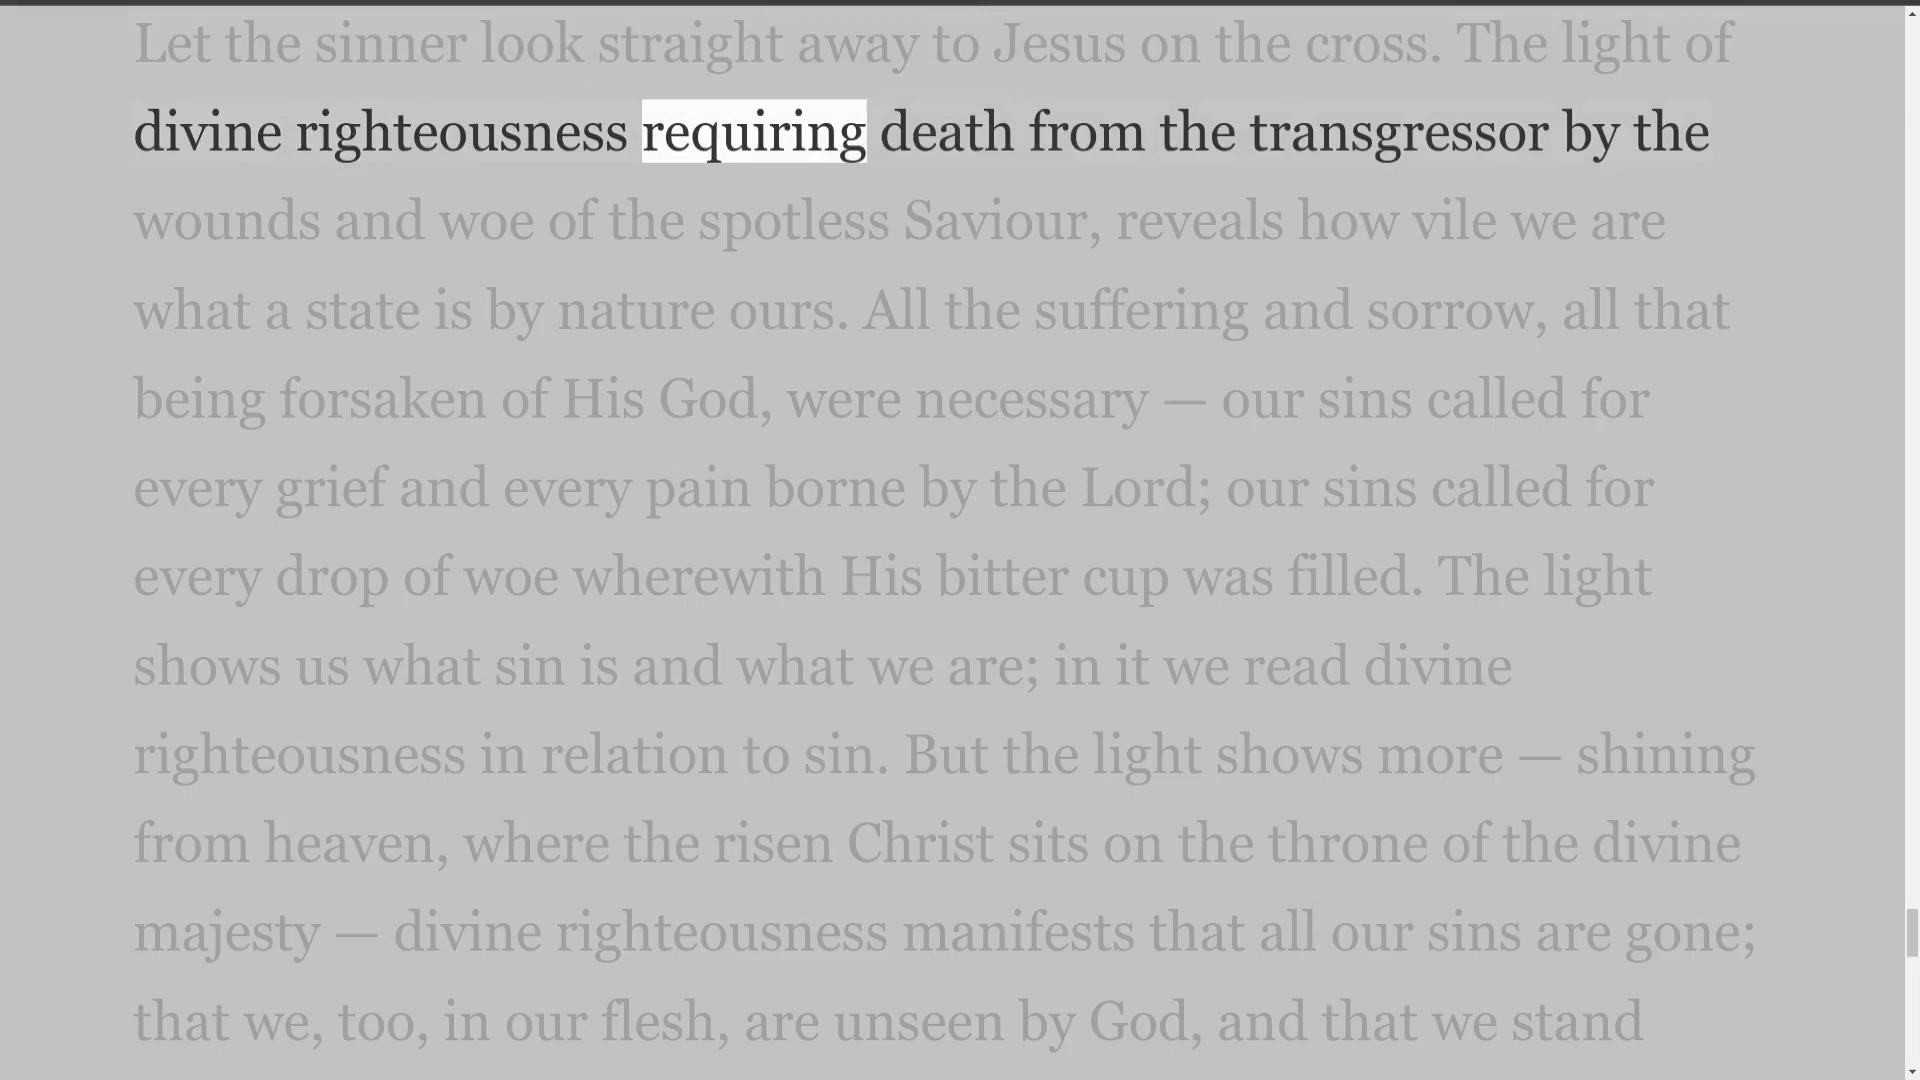 Let the sinner look straight away to Jesus on the cross. The light of
divine righteousness requiring death from the transgressor by the
wounds and woe of the spotless Saviour, reveals how vile we are
what a state is by nature ours. All the suffering and sorrow, all that
being forsaken of His God, were necessary — our sins called for
every grief and every pain borne by the Lord; our sins called for
every drop of woe wherewith His bitter cup was filled. The light
shows us what sin is and what we are; in it we read divine
righteousness in relation to sin. But the light shows more — shining
from heaven, where the risen Christ sits on the throne of the divine
majesty — divine righteousness manifests that all our sins are gone;
that we, too, in our flesh, are unseen by God, and that we stand